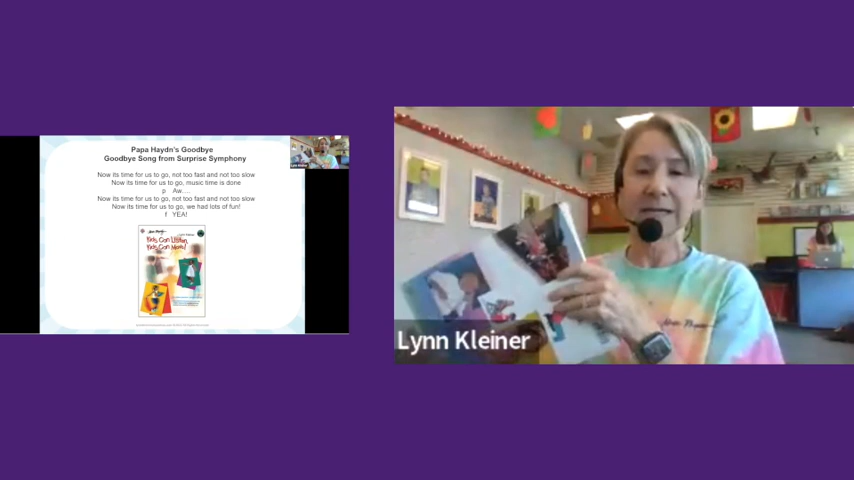 Papa Haydn's Goodbye
Goodbye Song from Surprise Symphony
Now its time for us to go, not too fast and not too slow
Now its time for us to go, music time is done
p Aw....
Now its time for us to go, not too fast and not too slow
Now its time for us to go, we had lots of fun!
f YEA!
Kids Can Listen,
Kids Can Move!
Lynn Kleiner